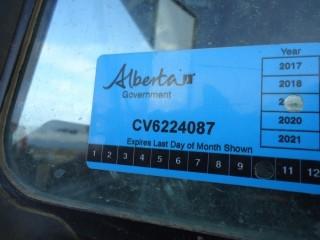 Alberta
Government
CV6224087
Expires Last Day of Month Shown
Year
2017
2018
2020
2021
1 2 3 4 5 6 7 8 9 11 12